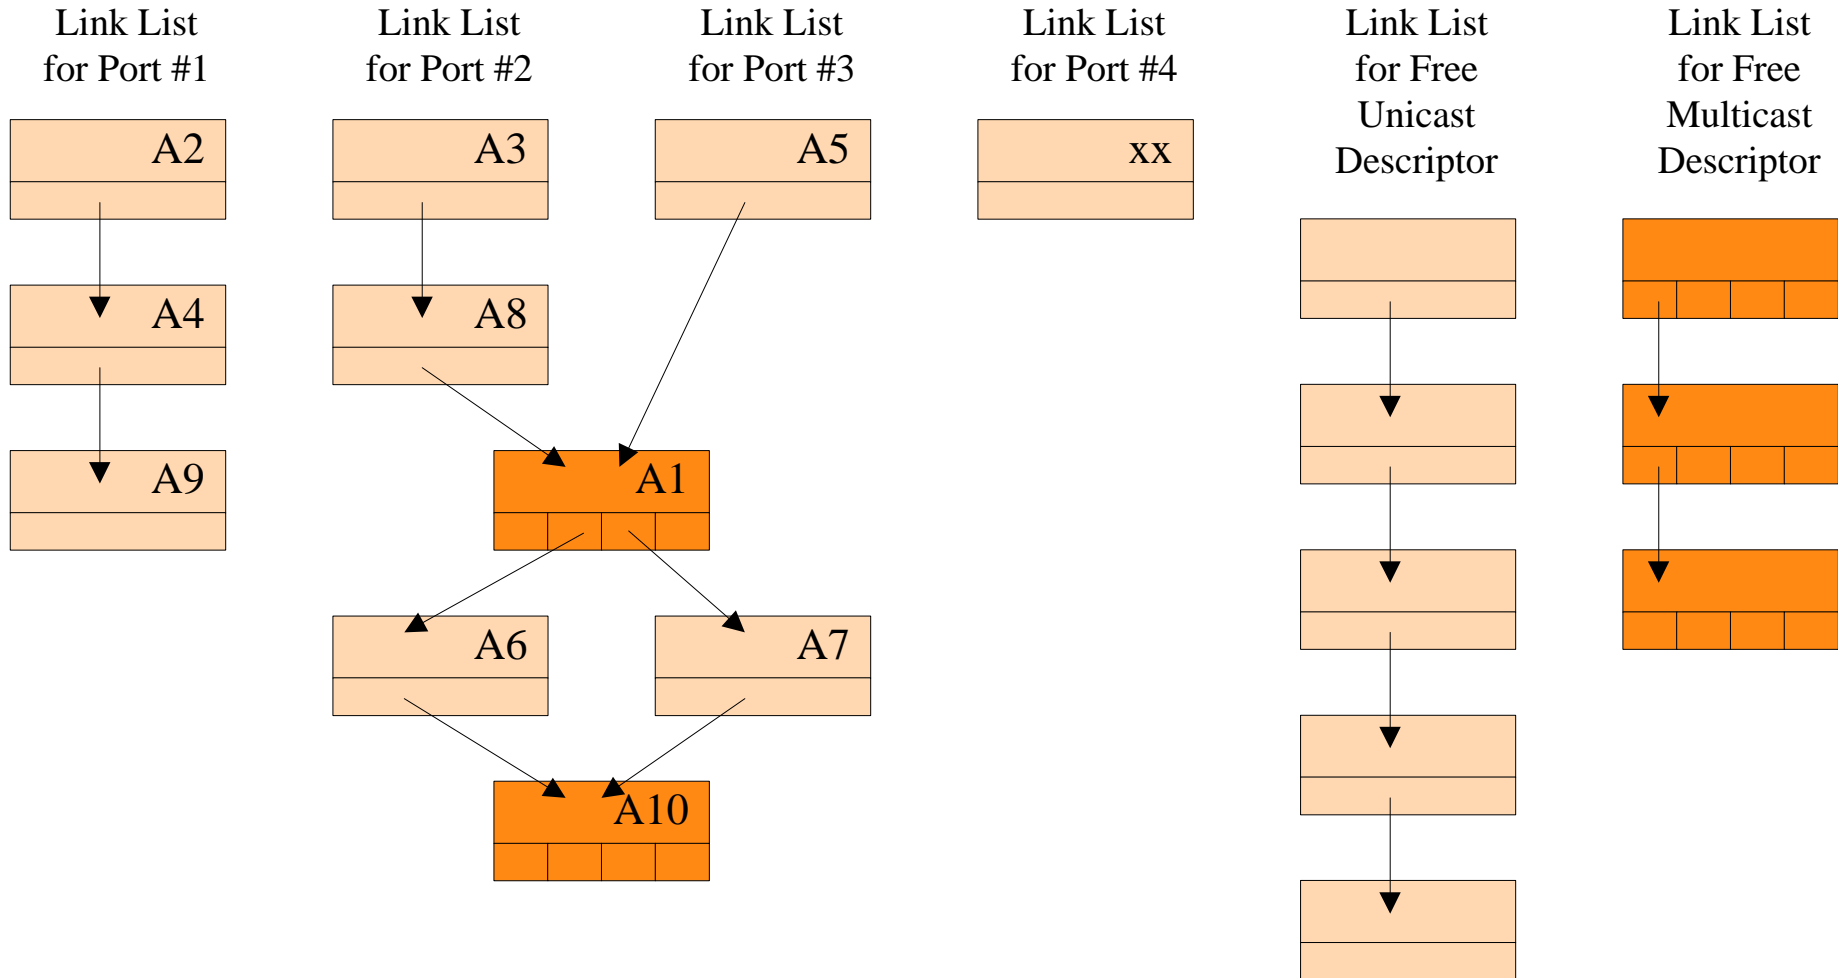 Link List
for Port #1
Link List
for Port #2
Link List
for Port #3
Link List
for Port #4
Link List
for Free
Unicast
Descriptor
Link List
for Free
Multicast
Descriptor
A2
A3
A5
xx
A4
A8
A9
A1
A6
A7
A10